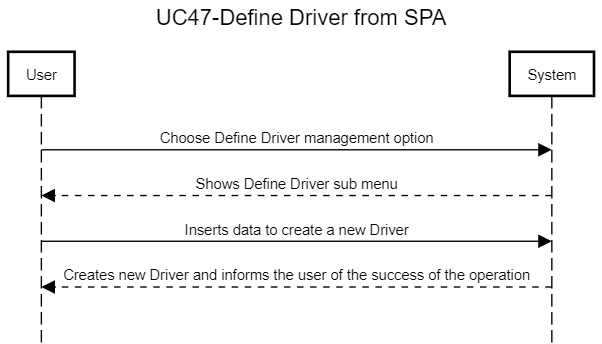 UC47-Define Driver from SPA
User
System
Choose Define Driver management option
Shows Define Driver sub menu
Inserts data to create a new Driver
Creates new Driver and informs the user of the success of the operation